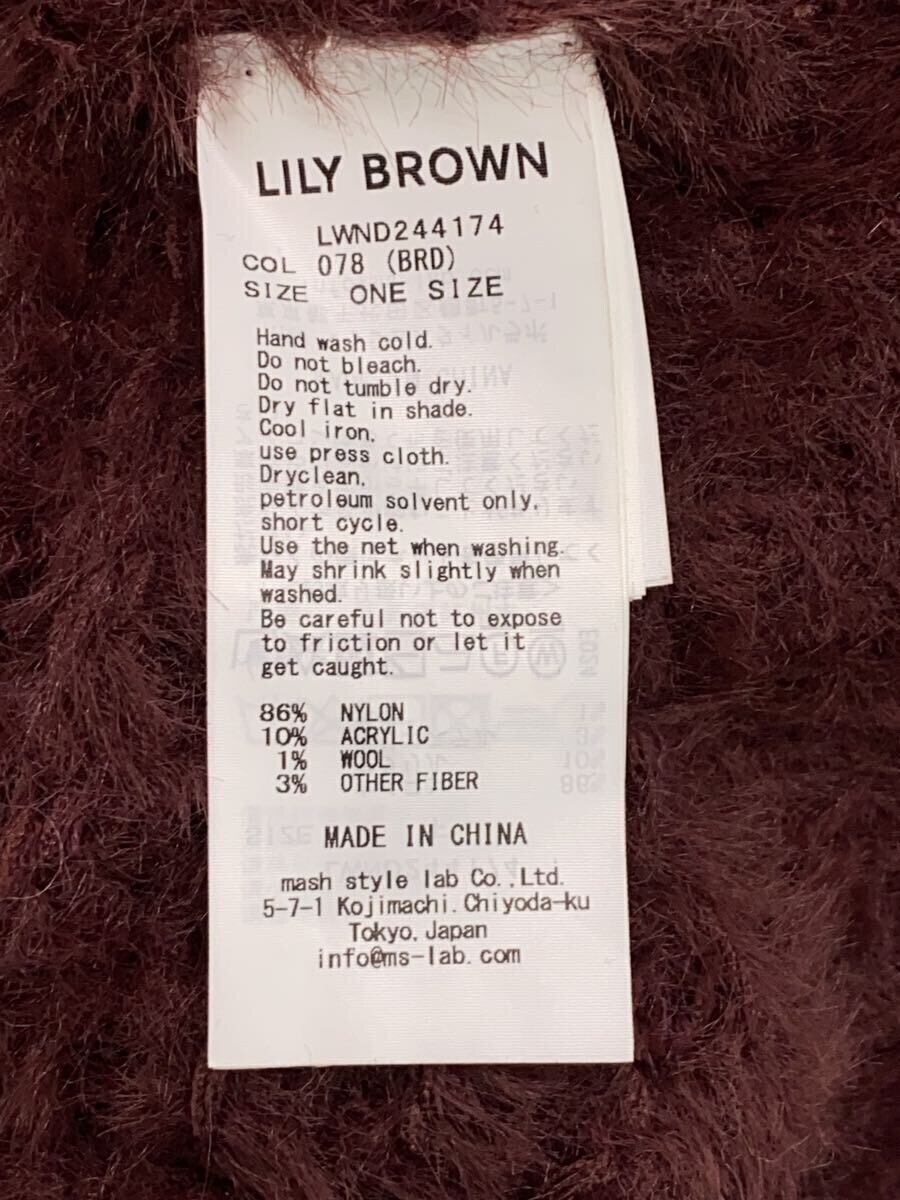 LILY BROWN
LWND244174
COL 078 (BRD)
SIZE ONE SIZE
Hand wash cold.
Do not bleach.
Do not tumble dry.
Dry flat in shade.
Cool iron,
use press cloth.
Dryclean,
petroleum solvent only,
short cycle.
Use the net when washing.
May shrink slightly when
washed.
Be careful not to expose
to friction or let it
get caught.
86% NYLON
10% ACRYLIC
1% WOOL
3% OTHER FIBER
MADE IN CHINA
mash style lab Co.,Ltd.
5-7-1 Kojimachi.Chiyoda-ku
Tokyo, Japan
info@ms-lab.com